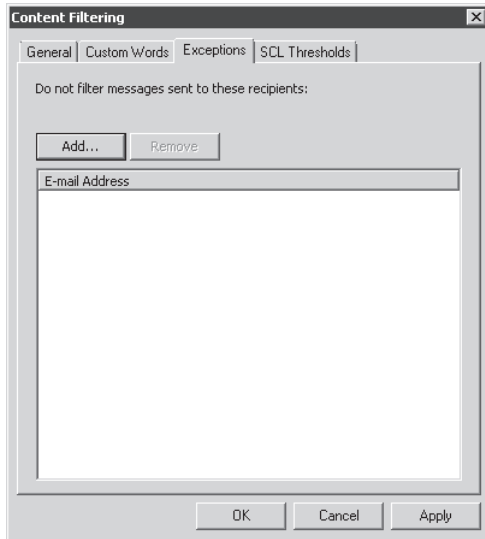 Content Filtering
General Custom Words Exceptions SCL Thresholds
Do not filter messages sent to these recipients:
Add... Remove
E-mail Address
OK Cancel Apply